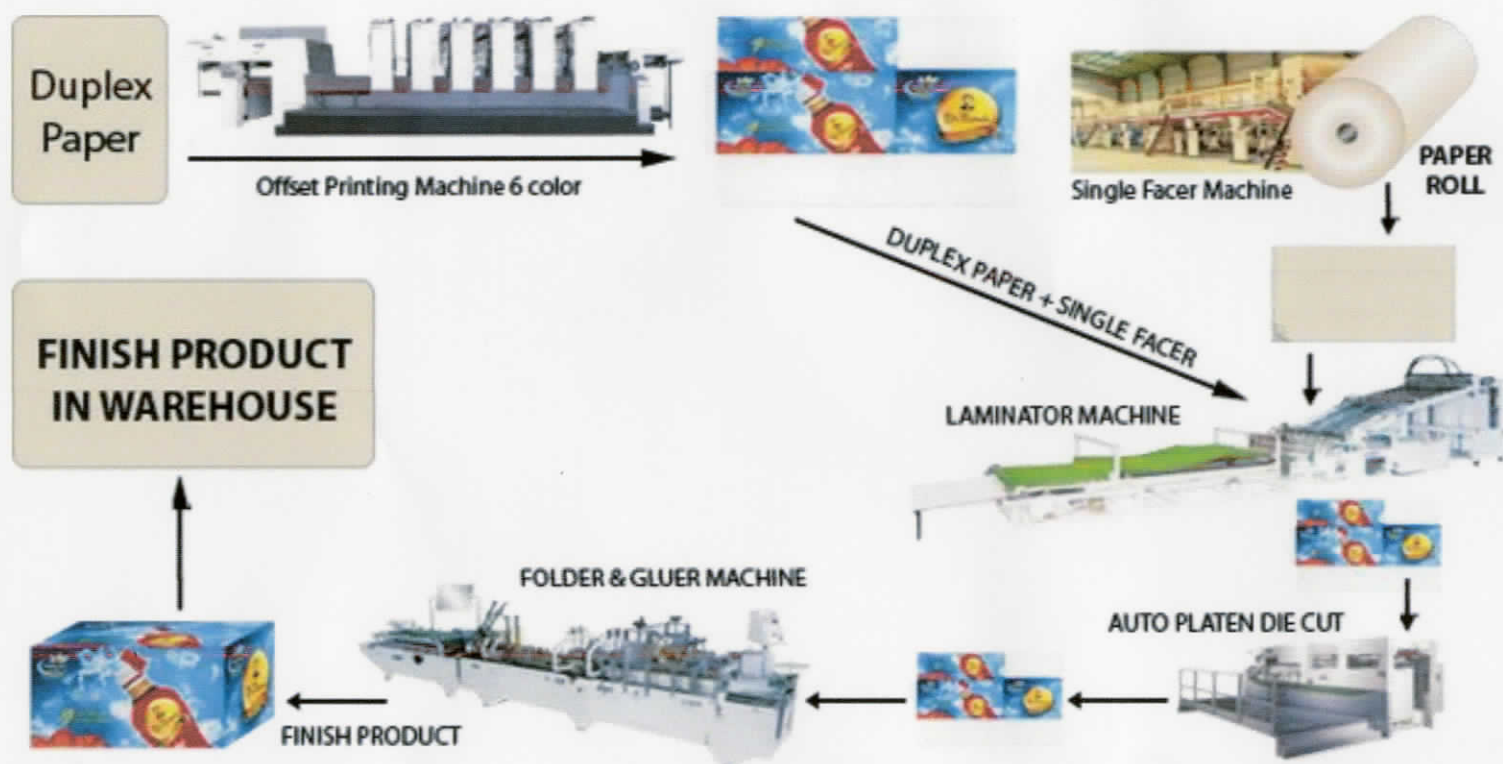 Duplex
Paper
Offset Printing Machine 6 color
Single Facer Machine
PAPER
ROLL
DUPLEX PAPER + SINGLE FACER
LAMINATOR MACHINE
AUTO PLATEN DIE CUT
FOLDER & GLUER MACHINE
FINISH PRODUCT
FINISH PRODUCT
IN WAREHOUSE